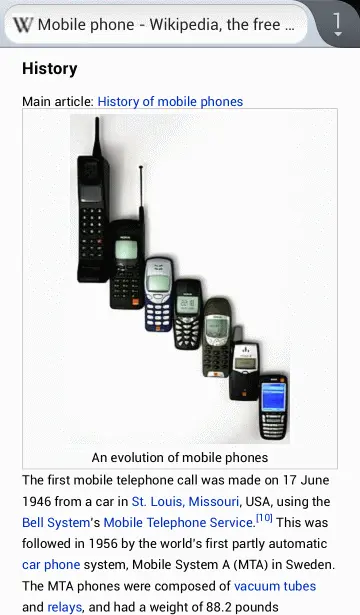 W Mobile phone - Wikipedia, the free ...
1
History
Main article: History of mobile phones
An evolution of mobile phones
The first mobile telephone call was made on 17 June
1946 from a car in St. Louis, Missouri, USA, using the
Bell System's Mobile Telephone Service.[10] This was
followed in 1956 by the world's first partly automatic
car phone system, Mobile System A (MTA) in Sweden.
The MTA phones were composed of vacuum tubes
and relays, and had a weight of 88.2 pounds